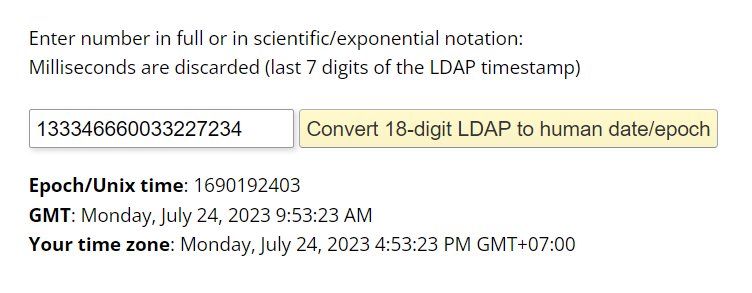 Enter number in full or in scientific/exponential notation:
Milliseconds are discarded (last 7 digits of the LDAP timestamp)
133346660033227234 Convert 18-digit LDAP to human date/epoch
Epoch/Unix time: 1690192403
GMT: Monday, July 24, 2023 9:53:23 AM
Your time zone: Monday, July 24, 2023 4:53:23 PM GMT+07:00